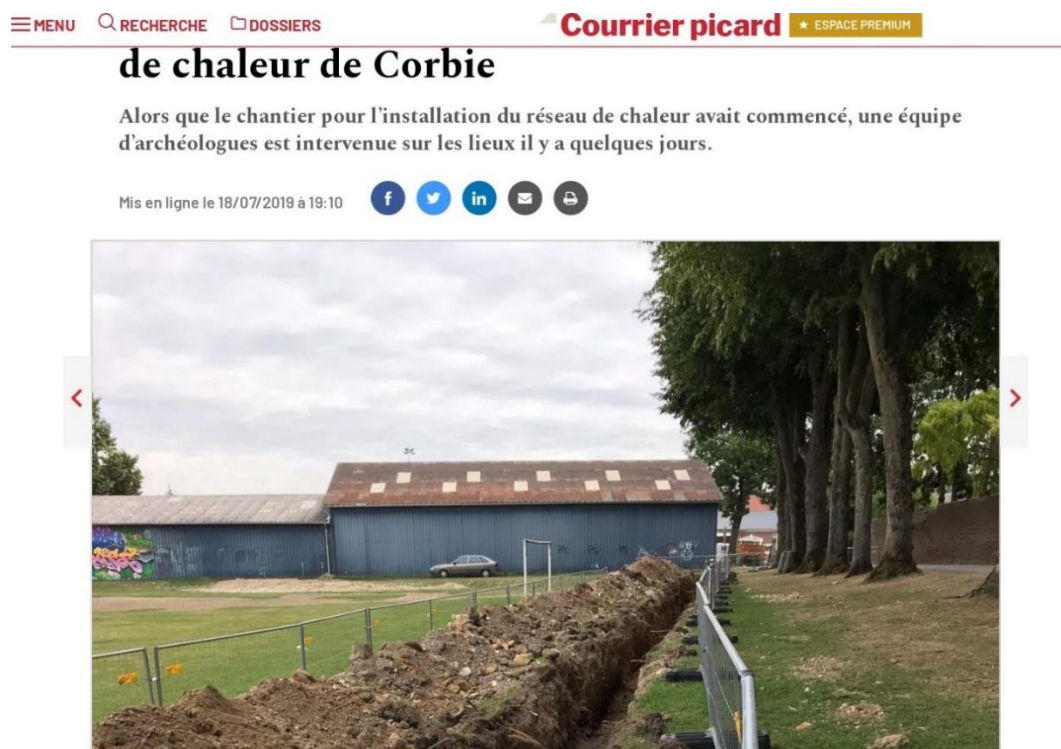 MENU RECHERCHE DOSSIERS Courrier picard ★ ESPACE PREMIUM
de chaleur de Corbie
Alors que le chantier pour l’installation du réseau de chaleur avait commencé, une équipe
d’archéologues est intervenue sur les lieux il y a quelques jours.
Mis en ligne le 18/07/2019 à 19:10